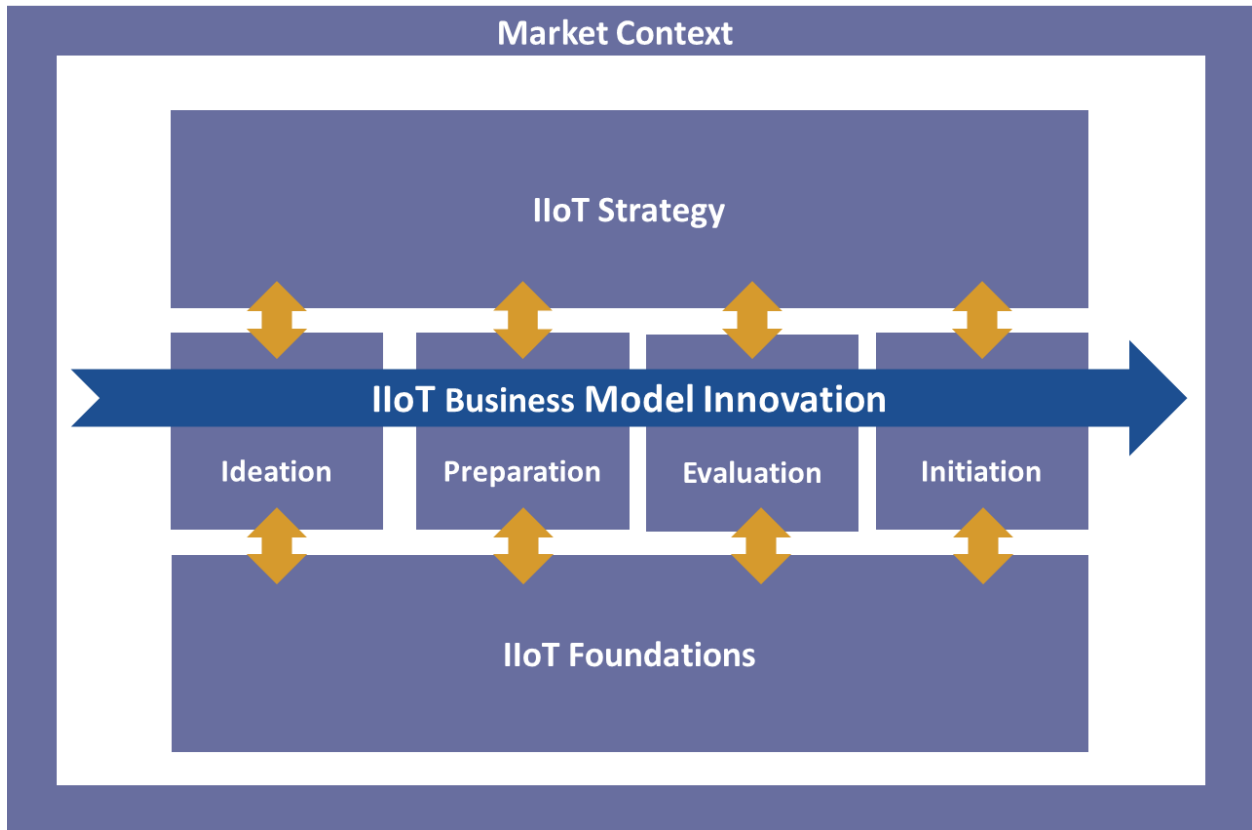 Market Context
IIoT Strategy
IIoT Business Model Innovation
Ideation
Preparation
Evaluation
Initiation
IIoT Foundations